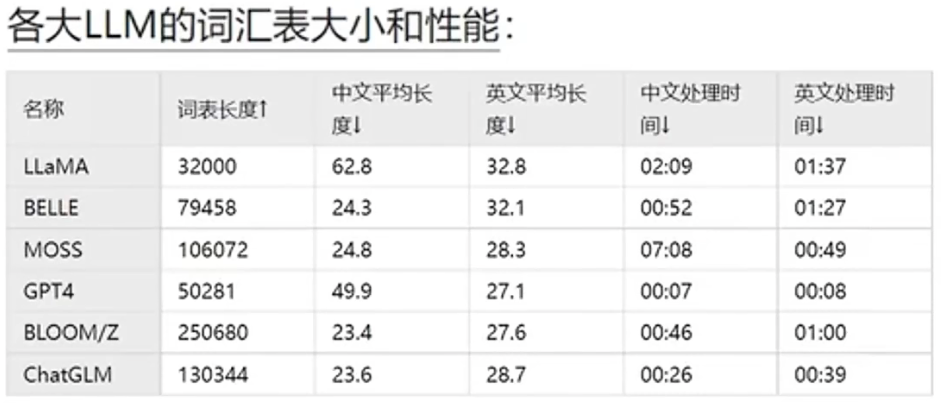 各大LLM的词汇表大小和性能：
名称 词表长度↑ 中文平均长度↓ 英文平均长度↓ 中文处理时间↓ 英文处理时间↓
LLaMA 32000 62.8 32.8 02:09 01:37
BELLE 79458 24.3 32.1 00:52 01:27
MOSS 106072 24.8 28.3 07:08 00:49
GPT4 50281 49.9 27.1 00:07 00:08
BLOOM/Z 250680 23.4 27.6 00:46 01:00
ChatGLM 130344 23.6 28.7 00:26 00:39